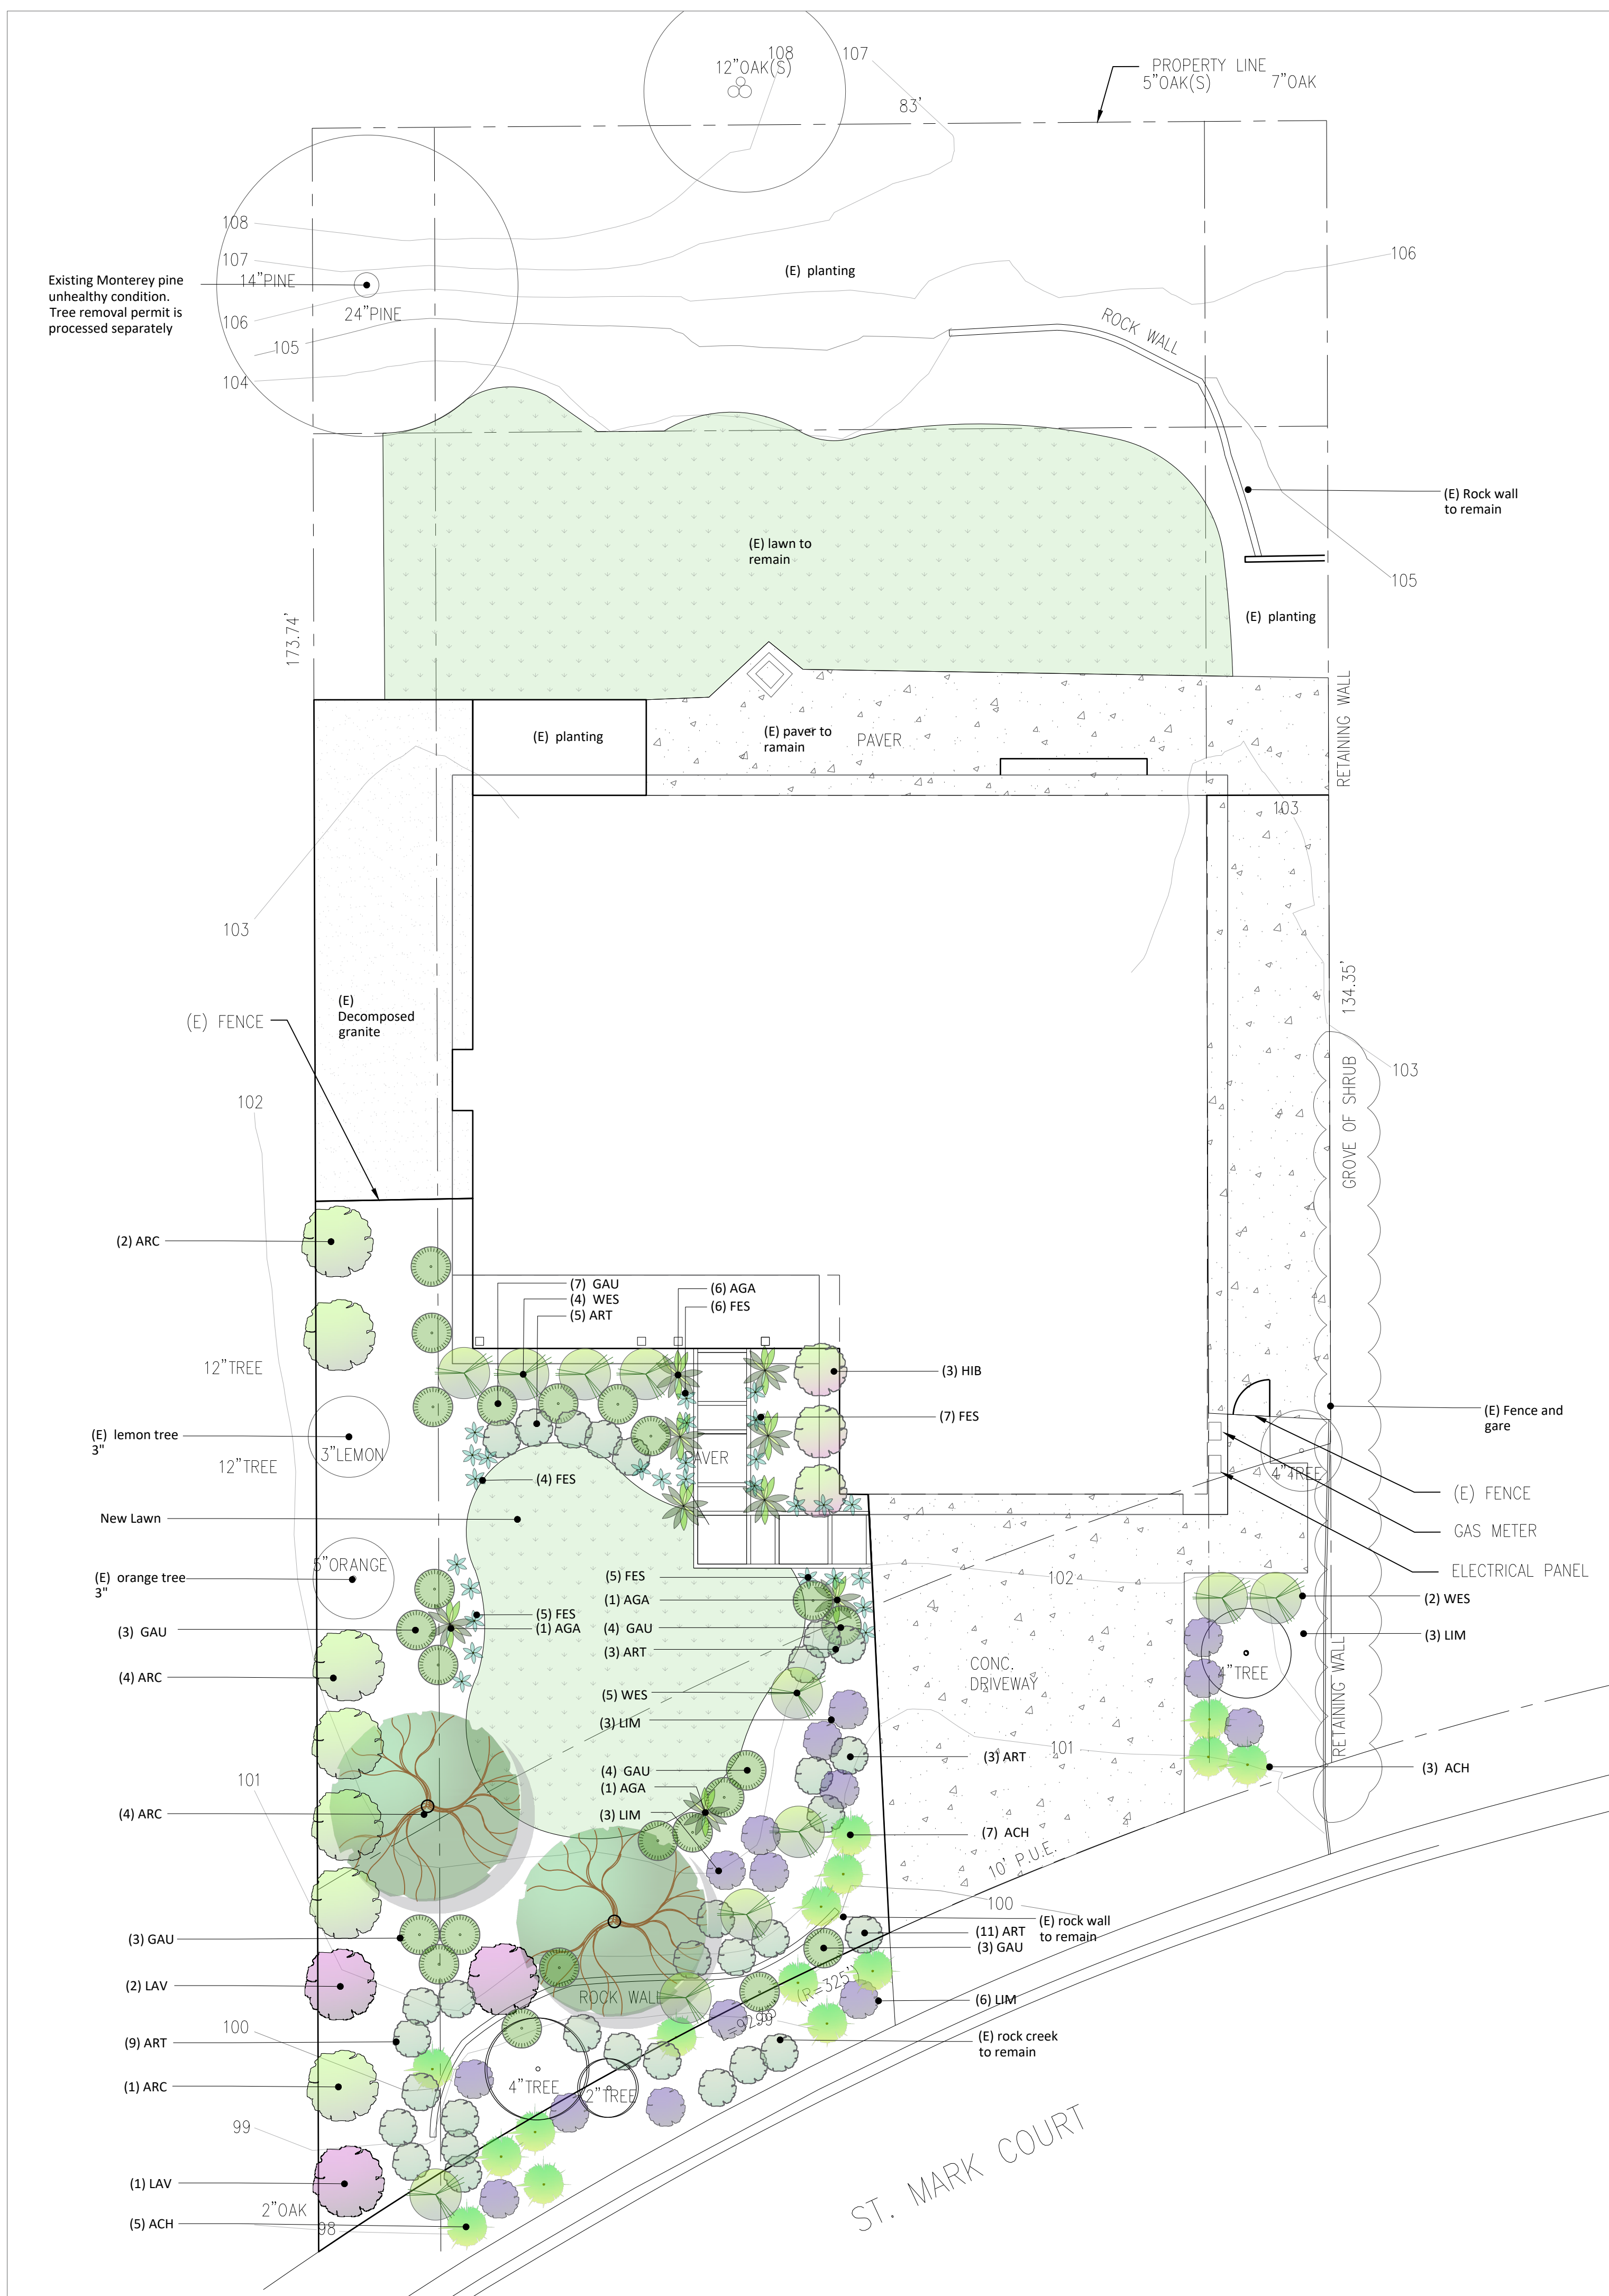 108
12"OAK(S)
107
PROPERTY LINE
5"OAK(S)
7"OAK
83'
108
107
106
Existing Monterey pine
unhealthy condition.
Tree removal permit is
processed separately
14"PINE
24"PINE
106
105
104
(E) planting
ROCK WALL
(E) Rock wall
to remain
(E) lawn to
remain
105
(E) planting
173.74'
RETAINING WALL
(E) planting
(E) paver to
ramain
PAVER
103
103
134.35'
(E)
Decomposed
granite
(E) FENCE
103
GROVE OF SHRUB
102
(2) ARC
(7) GAU
(4) WES
(5) ART
(6) AGA
(6) FES
12"TREE
(3) HIB
(7) FES
(E) Fence and
gare
(E) lemon tree
3"
3"LEMON
12"TREE
PAVER
4"TREE
(4) FES
(E) FENCE
New Lawn
GAS METER
ELECTRICAL PANEL
5"ORANGE
(E) orange tree
3"
(5) FES
102
(1) AGA
(2) WES
(5) FES
(1) AGA
(3) GAU
(4) GAU
(3) LIM
(3) ART
(4) ARC
CONC.
DRIVEWAY
4"TREE
RETAINING WALL
(5) WES
(3) LIM
(3) ART
101
(3) ACH
101
(4) GAU
(1) AGA
(4) ARC
(3) LIM
(7) ACH
10' P.U.E.
100
(E) rock wall
to remain
(3) GAU
(11) ART
(3) GAU
(2) LAV
ROCK WALL
(R=325')
(6) LIM
100
(9) ART
(E) rock creek
to remain
(1) ARC
4"TREE
2"TREE
99
ST. MARK COURT
(1) LAV
2"OAK
(5) ACH
98